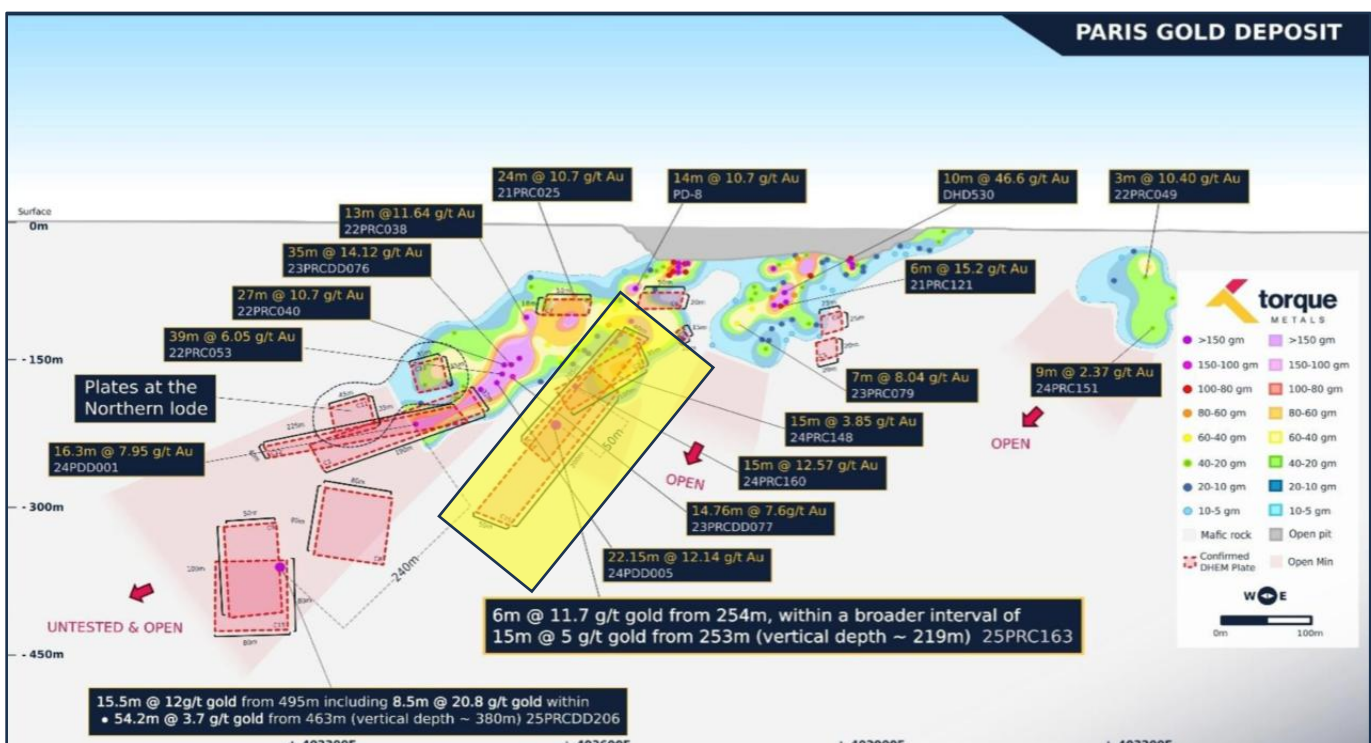 PARIS GOLD DEPOSIT
24m @ 10.7 g/t Au
21PRC025
14m @ 10.7 g/t Au
PD-8
10m @ 46.6 g/t Au
DHD530
3m @ 10.40 g/t Au
22PRC049
13m @11.64 g/t Au
22PRC038
Surface
0m
35m @ 14.12 g/t Au
23PRCDD076
6m @ 15.2 g/t Au
21PRC121
27m @ 10.7 g/t Au
22PRC040
39m @ 6.05 g/t Au
22PRC053
- 150m
Plates at the
Northern lode
7m @ 8.04 g/t Au
23PRC079
9m @ 2.37 g/t Au
24PRC151
15m @ 3.85 g/t Au
24PRC148
OPEN
16.3m @ 7.95 g/t Au
24PDD001
15m @ 12.57 g/t Au
24PRC160
OPEN
- 300m
14.76m @ 7.6g/t Au
23PRCDD077
22.15m @ 12.14 g/t Au
24PDD005
240m
UNTESTED & OPEN
6m @ 11.7 g/t gold from 254m, within a broader interval of
15m @ 5 g/t gold from 253m (vertical depth ~ 219m) 25PRC163
- 450m
15.5m @ 12g/t gold from 495m including 8.5m @ 20.8 g/t gold within
• 54.2m @ 3.7 g/t gold from 463m (vertical depth ~ 380m) 25PRCDD206
torque
METALS
>150 gm >150 gm
150-100 gm 150-100 gm
100-80 gm 100-80 gm
80-60 gm 80-60 gm
60-40 gm 60-40 gm
40-20 gm 40-20 gm
20-10 gm 20-10 gm
10-5 gm 10-5 gm
Mafic rock Open pit
Confirmed
DHEM Plate
Open Min
W E
0m 100m